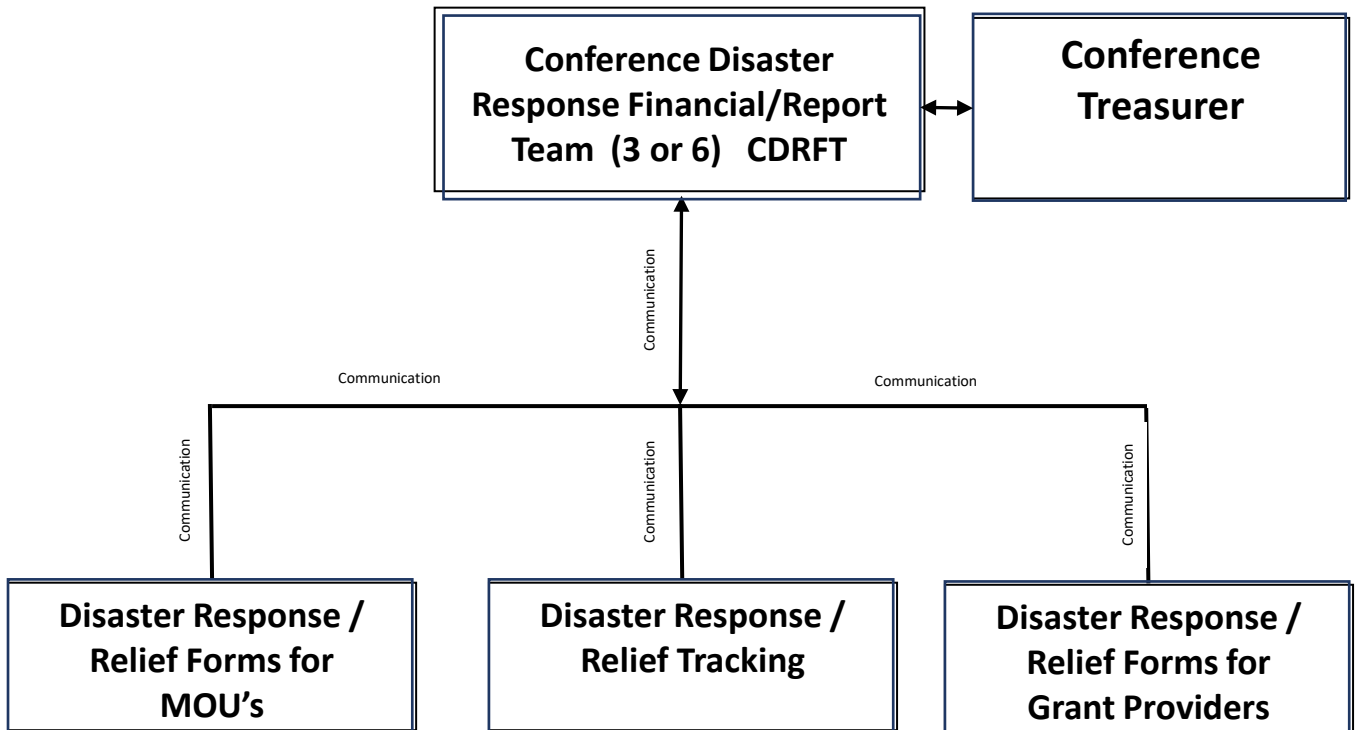 Conference Disaster
Response Financial/Report
Team (3 or 6) CDRFT
Conference
Treasurer
Communication
Communication
Communication
Communication
Communication
Communication
Disaster Response /
Relief Forms for
MOU’s
Disaster Response /
Relief Tracking
Disaster Response /
Relief Forms for
Grant Providers